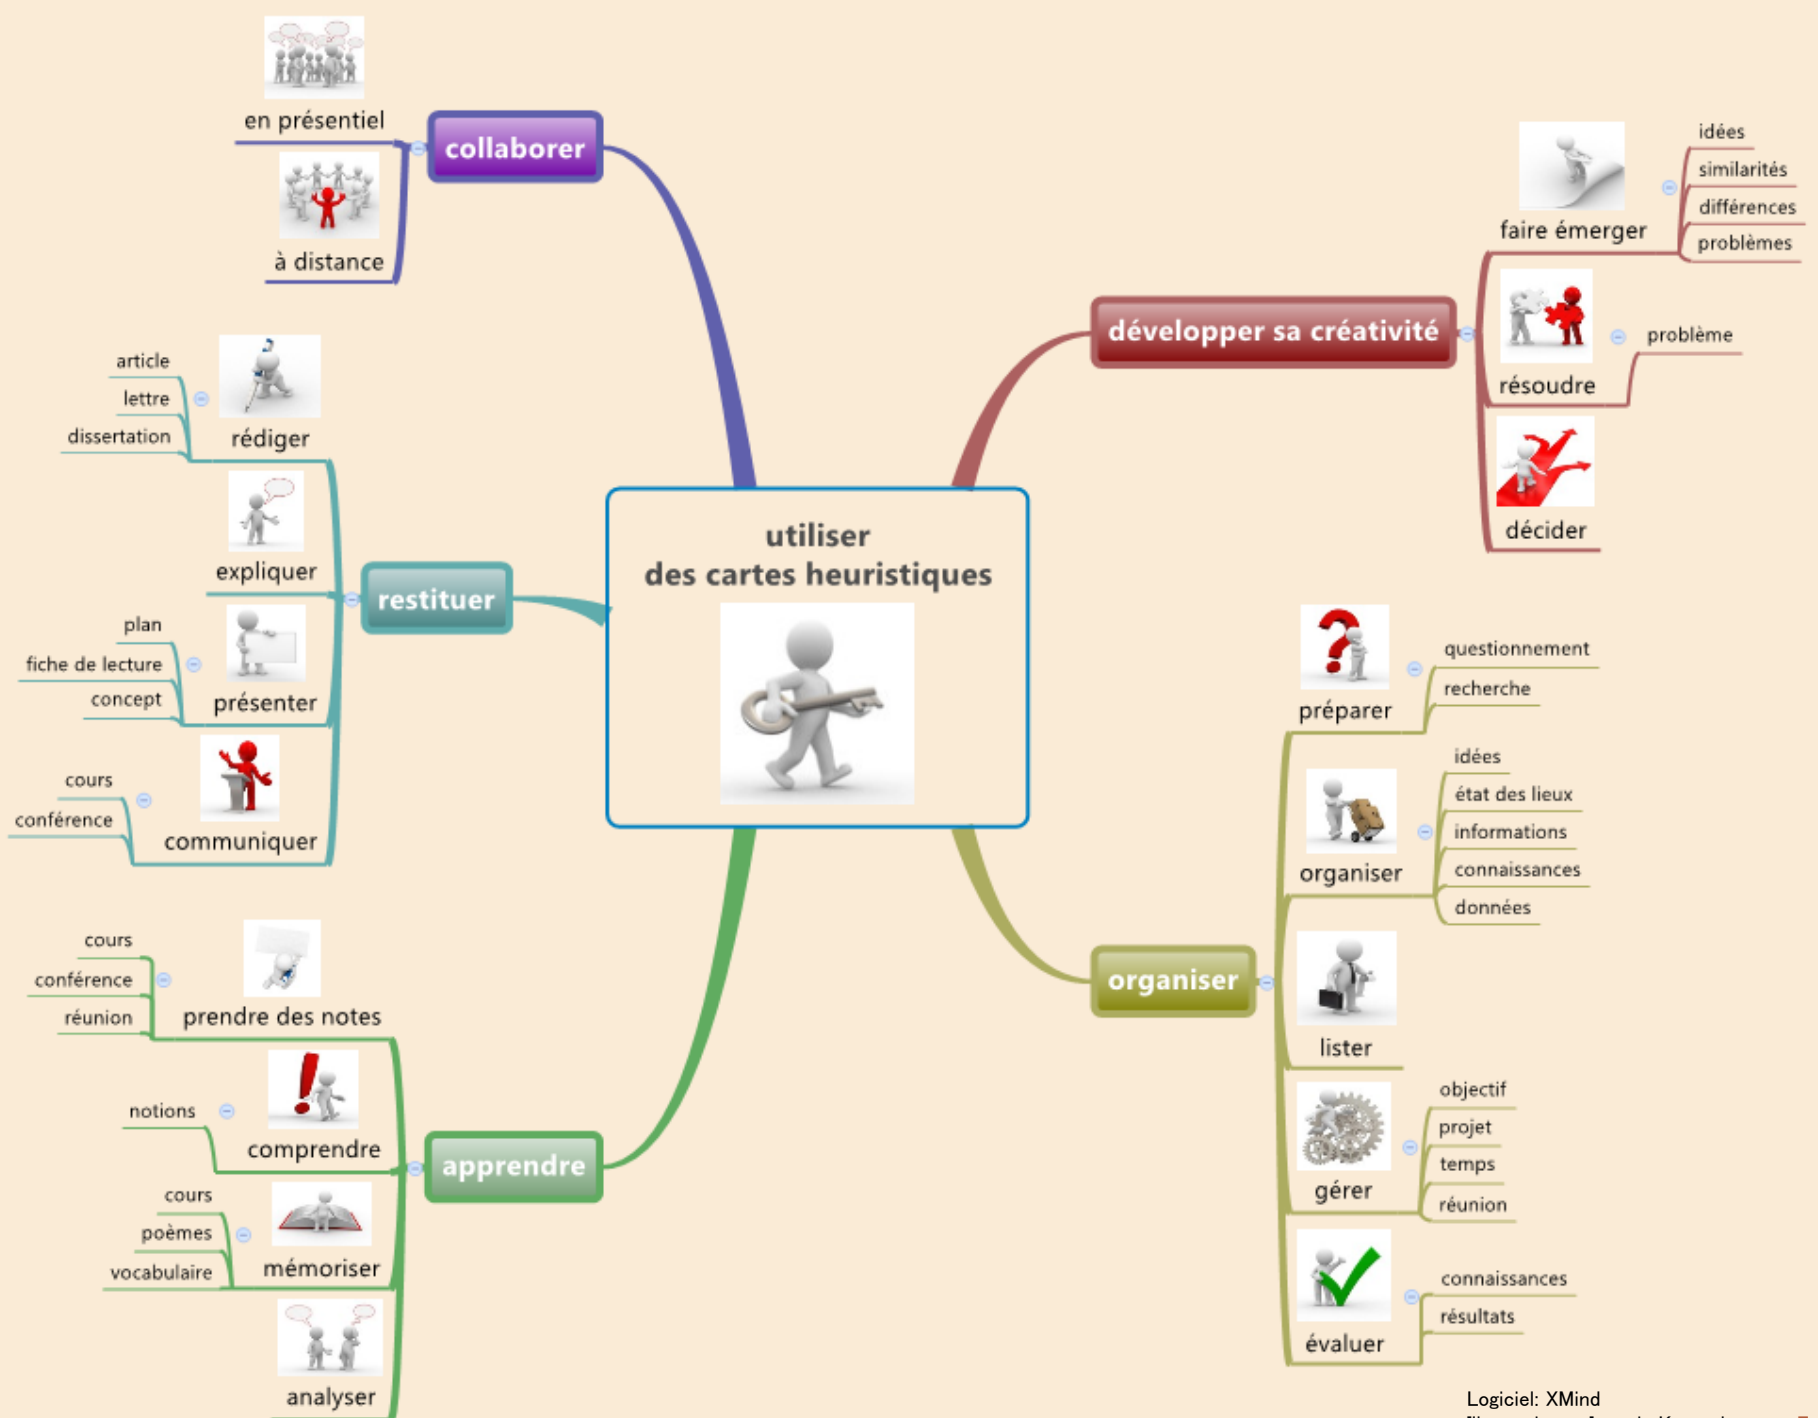 utiliser
des cartes heuristiques
développer sa créativité
faire émerger
idées
similarités
différences
problèmes
résoudre
problème
décider
organiser
préparer
questionnement
recherche
organiser
idées
état des lieux
informations
connaissances
données
lister
gérer
objectif
projet
temps
réunion
évaluer
connaissances
résultats
apprendre
prendre des notes
cours
conférence
réunion
comprendre
notions
mémoriser
cours
poèmes
vocabulaire
analyser
restituer
rédiger
article
lettre
dissertation
expliquer
présenter
plan
fiche de lecture
concept
communiquer
cours
conférence
collaborer
en présentiel
à distance
Logiciel: XMind